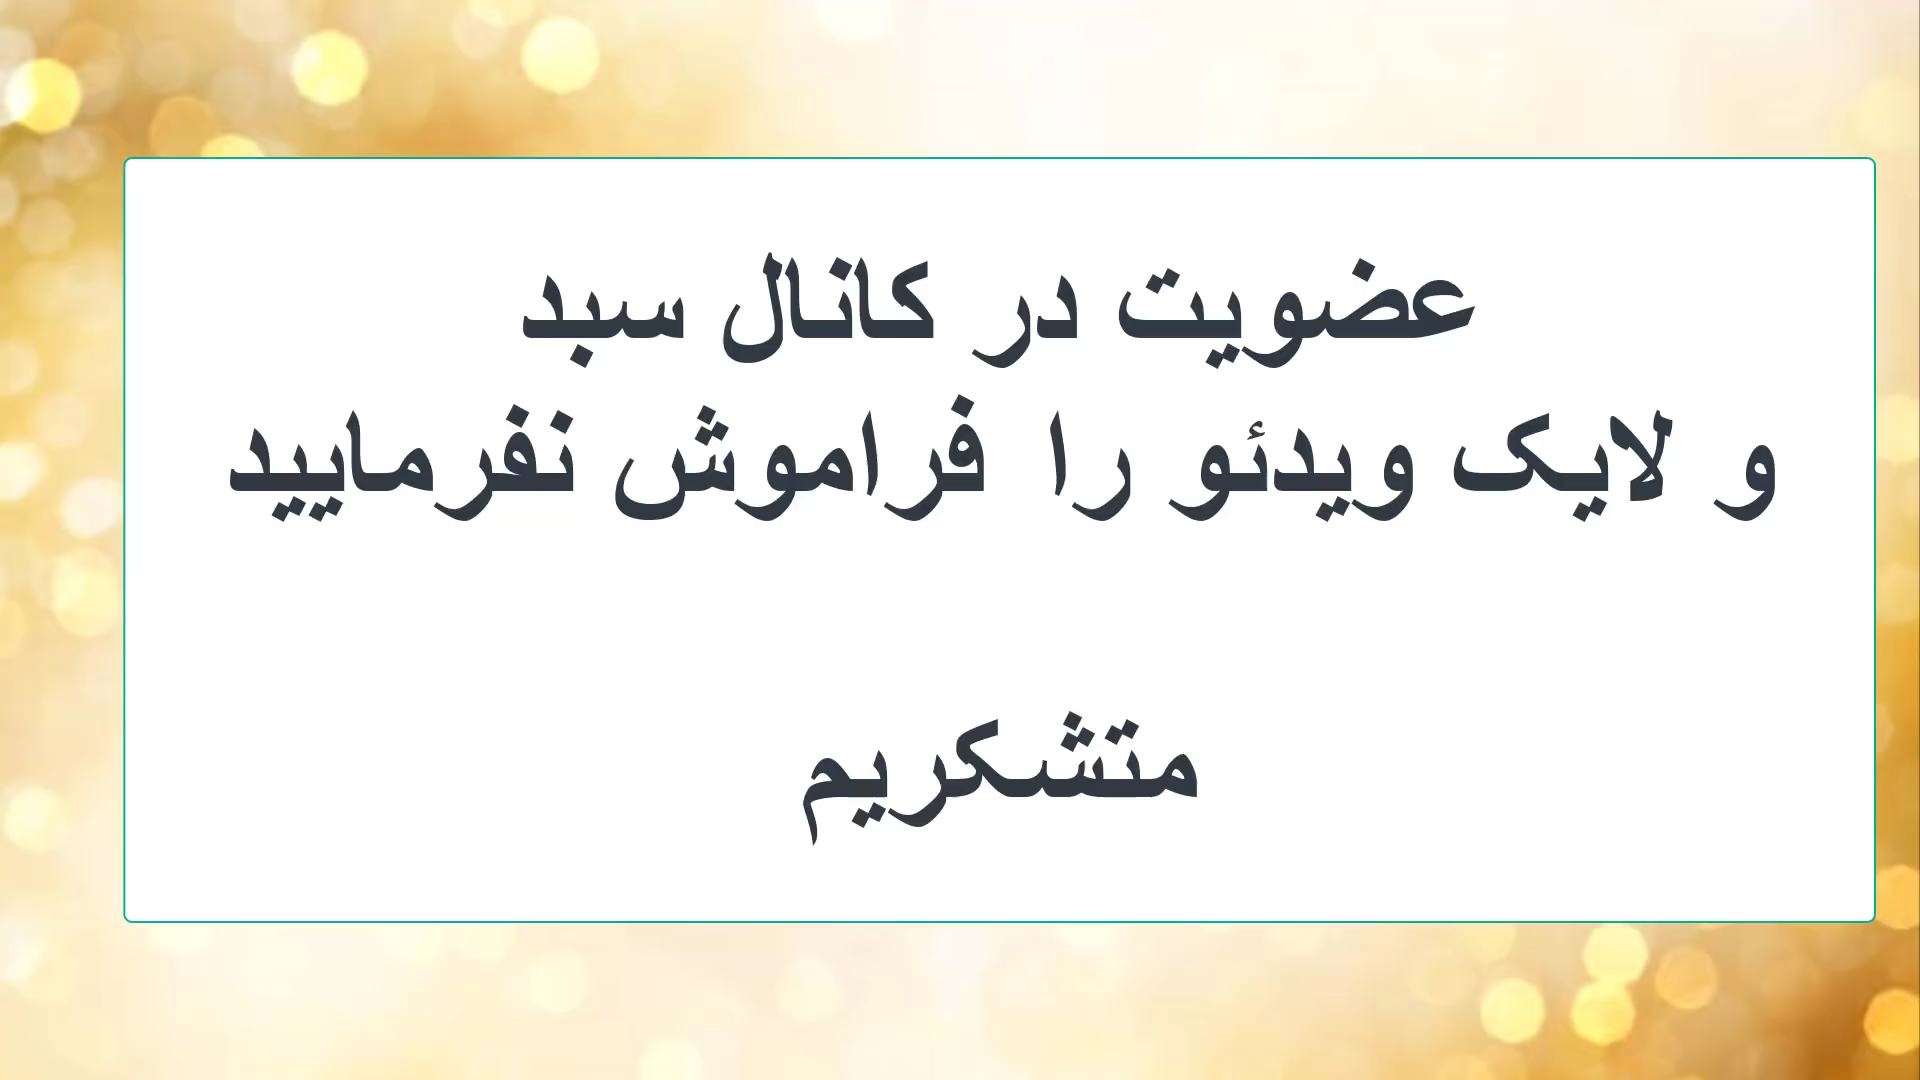 عضویت در کانال سبد
و لایک ویدئو را فراموش نفرمایید
متشکریم